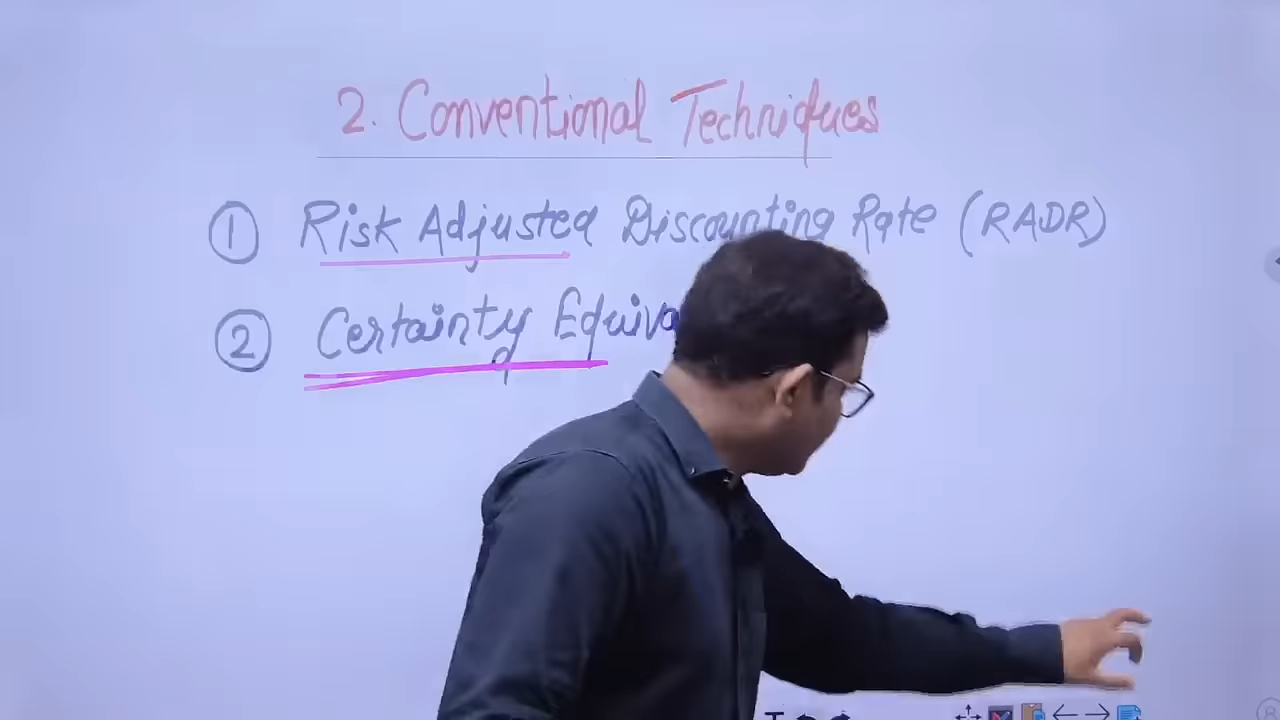 2. Conventional Techniques
① Risk Adjusted Discounting Rate (RADR)
② Certainty Equiva